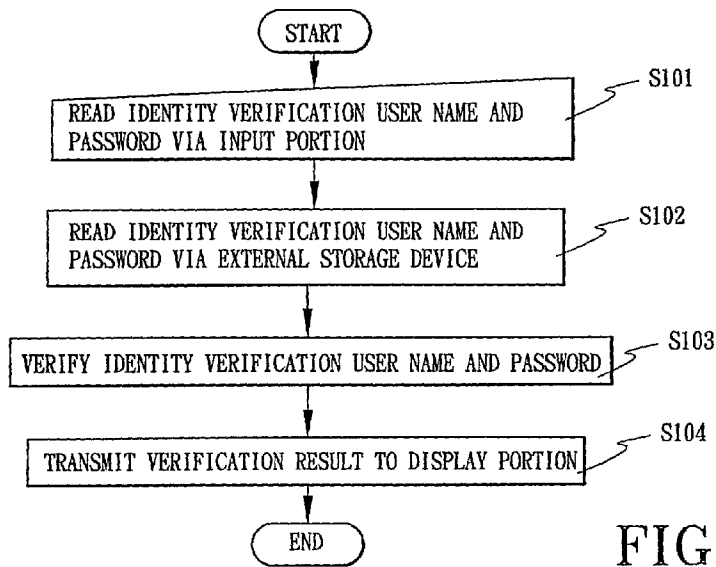 START
READ IDENTITY VERIFICATION USER NAME AND
PASSWORD VIA INPUT PORTION
S101
READ IDENTITY VERIFICATION USER NAME AND
PASSWORD VIA EXTERNAL STORAGE DEVICE
S102
VERIFY IDENTITY VERIFICATION USER NAME AND PASSWORD
S103
TRANSMIT VERIFICATION RESULT TO DISPLAY PORTION
S104
END
FIG